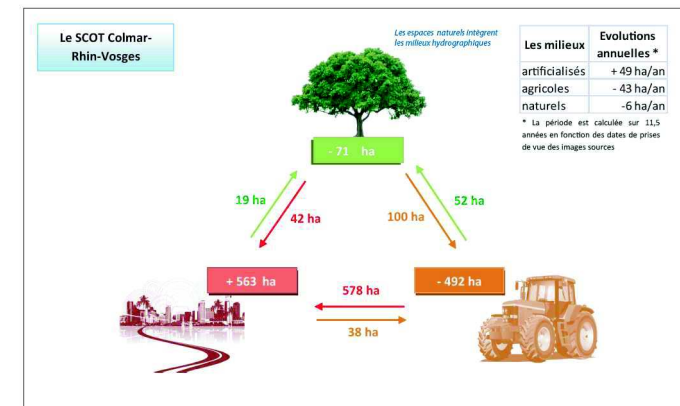 Le SCOT Colmar-
Rhin-Vosges
Les espaces naturels intègrent
les milieux hydrographiques
Les milieux Evolutions annuelles *
artificialisés + 49 ha/an
agricoles - 43 ha/an
naturels -6 ha/an
* La période est calculée sur 11,5
années en fonction des dates de prises
de vue des images sources
- 71 ha
19 ha
42 ha
100 ha
52 ha
+ 563 ha
578 ha
- 492 ha
38 ha